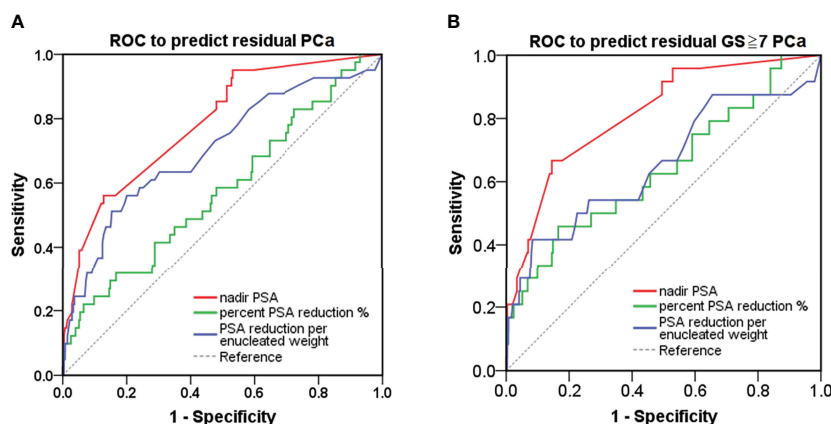 A
ROC to predict residual PCa
1.0
0.8
0.6
0.4
0.2
0.0
Sensitivity
nadir PSA
percent PSA reduction %
PSA reduction per
enucleated weight
Reference
0.0 0.2 0.4 0.6 0.8 1.0
1 - Specificity
B
ROC to predict residual GS≧7 PCa
1.0
0.8
0.6
0.4
0.2
0.0
Sensitivity
nadir PSA
percent PSA reduction %
PSA reduction per
enucleated weight
Reference
0.0 0.2 0.4 0.6 0.8 1.0
1 - Specificity